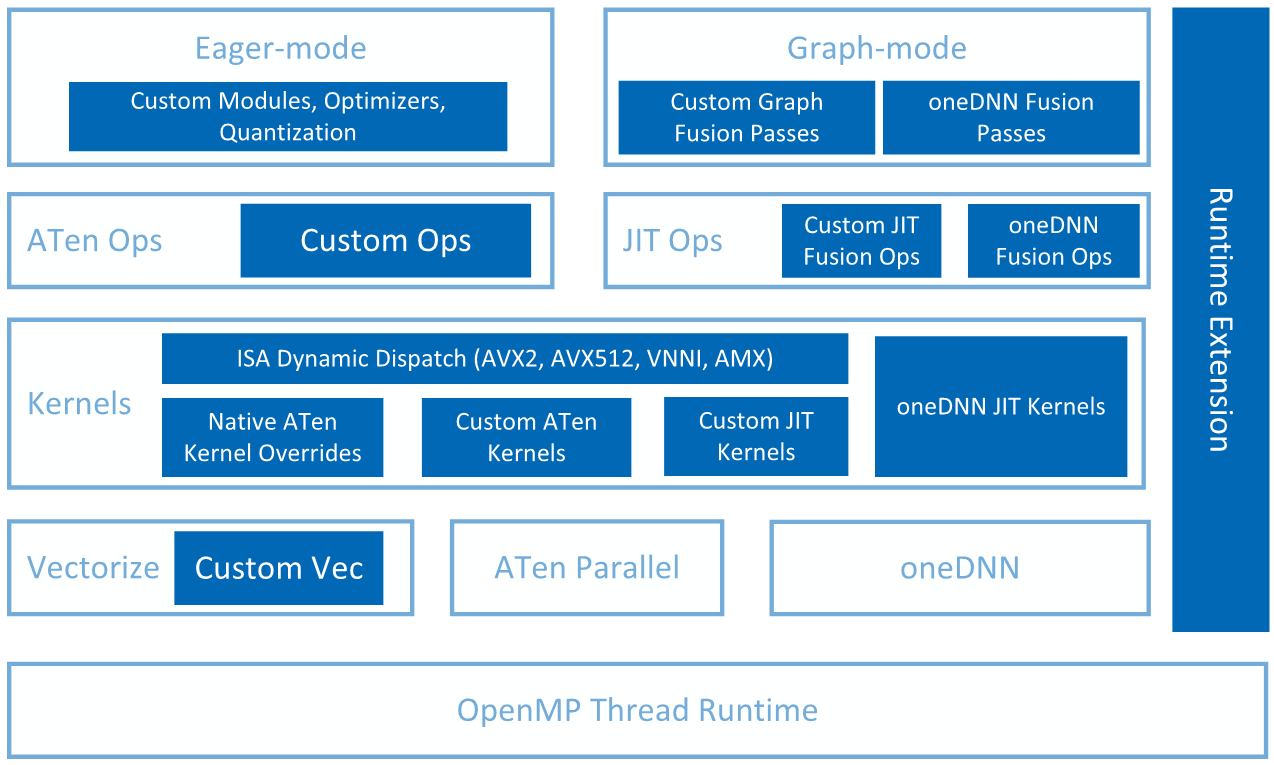 Eager-mode
Custom Modules, Optimizers,
Quantization
Graph-mode
Custom Graph
Fusion Passes
oneDNN Fusion
Passes
ATen Ops
Custom Ops
JIT Ops
Custom JIT
Fusion Ops
oneDNN
Fusion Ops
Kernels
ISA Dynamic Dispatch (AVX2, AVX512, VNNI, AMX)
Native ATen
Kernel Overrides
Custom ATen
Kernels
Custom JIT
Kernels
oneDNN JIT Kernels
Vectorize
Custom Vec
ATen Parallel
oneDNN
Runtime Extension
OpenMP Thread Runtime